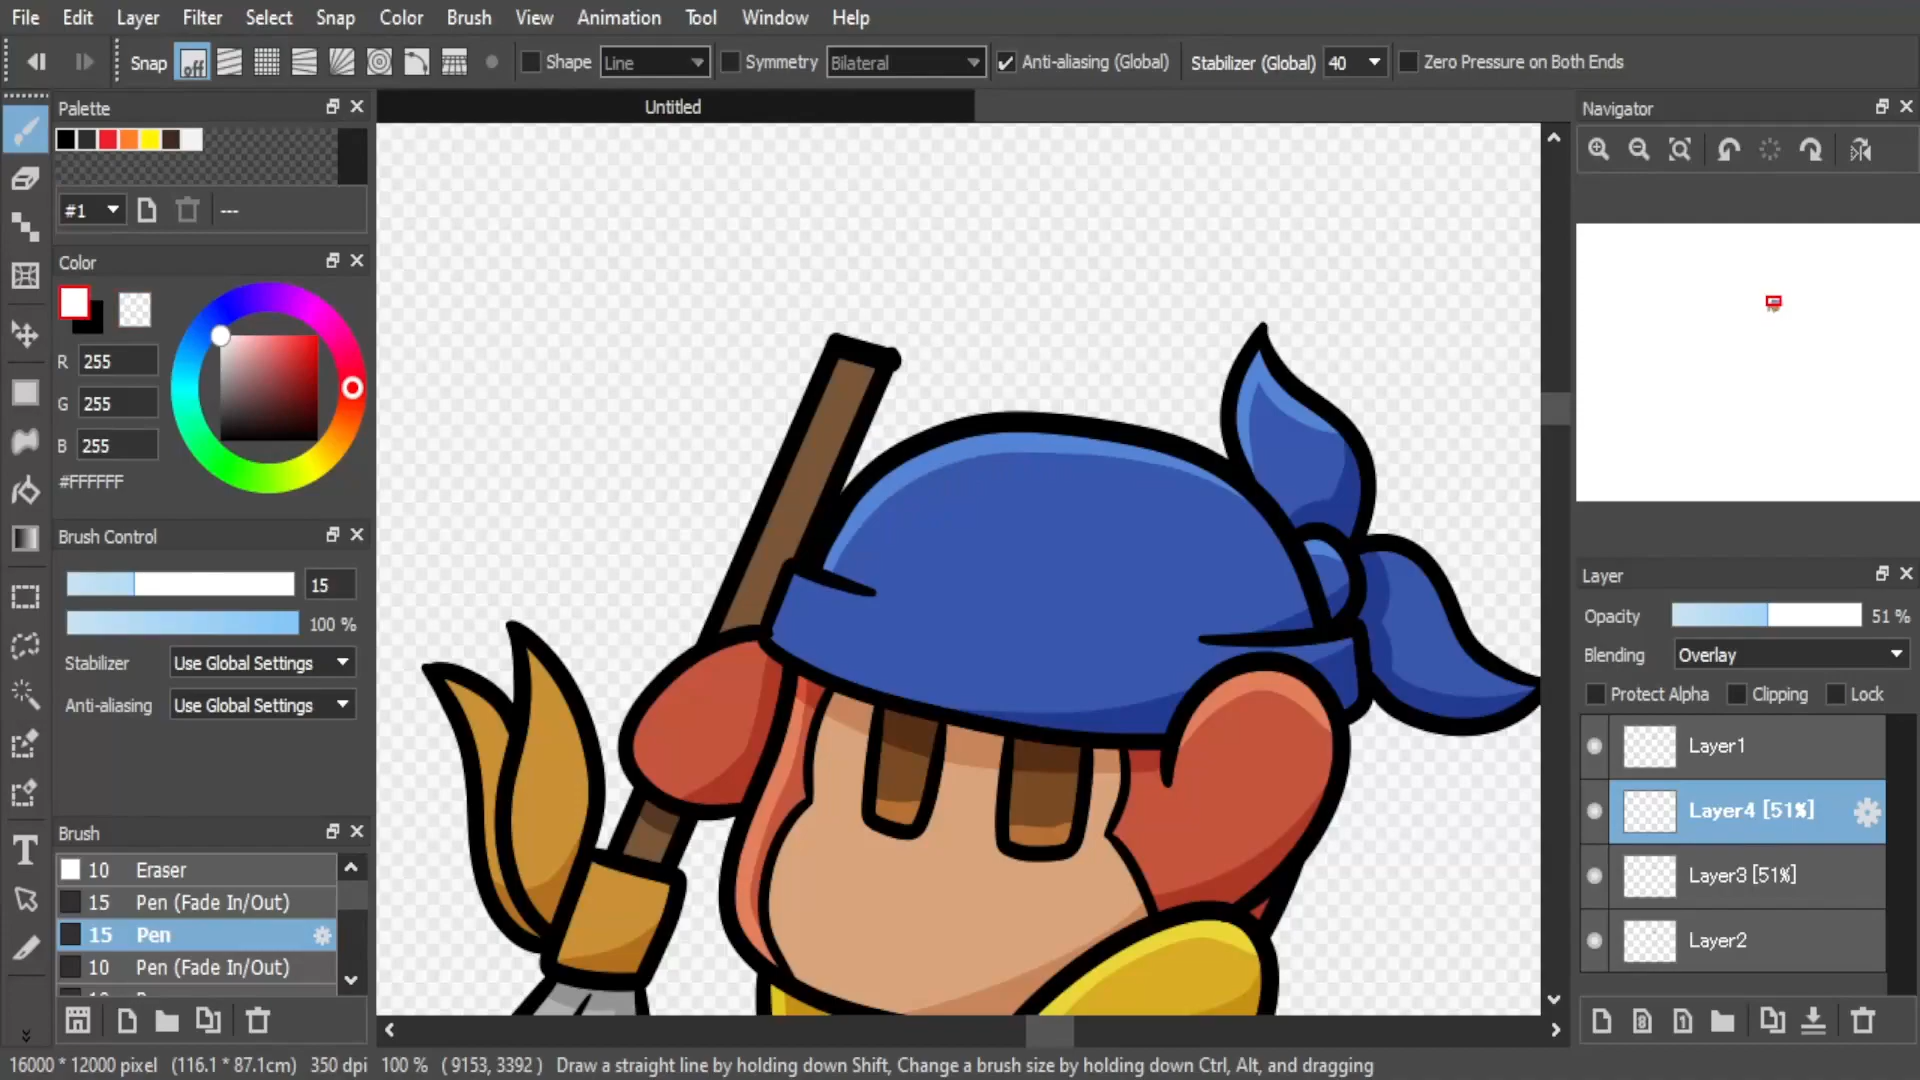 File Edit Layer Filter Select Snap Color Brush View Animation Tool Window Help
Snap off Shape Line Symmetry Bilateral Anti-aliasing (Global) Stabilizer (Global) 40 Zero Pressure on Both Ends
Palette
#1 ---
Color
R 255
G 255
B 255
#FFFFFF
Brush Control
15
100 %
Stabilizer Use Global Settings
Anti-aliasing Use Global Settings
Brush
10 Eraser
15 Pen (Fade In/Out)
15 Pen
10 Pen (Fade In/Out)
Untitled
Navigator
Layer
Opacity 51 %
Blending Overlay
Protect Alpha Clipping Lock
Layer1
Layer4 [51%]
Layer3 [51%]
Layer2
8
1
T
16000 * 12000 pixel (116.1 * 87.1cm) 350 dpi 100 % ( 9153, 3392 ) Draw a straight line by holding down Shift, Change a brush size by holding down Ctrl, Alt, and dragging